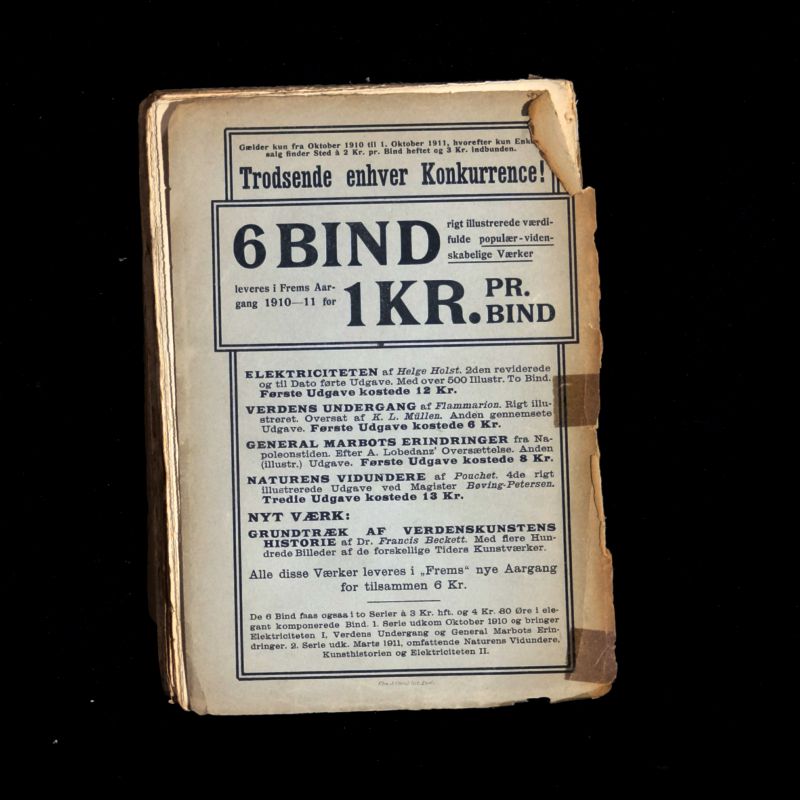 Gælder kun fra Oktober 1910 til 1. Oktober 1911, hvorefter kun
salg finder Sted à 2 Kr. pr. Bind heftet og 3 Kr. indbunden.
Trodsende enhver Konkurrence!
6 BIND
rigt illustrerede værdi-
fulde populær-viden-
skabelige Værker
leveres i Frems Aar-
gang 1910—11 for
1 KR. PR.
BIND
ELEKTRICITETEN af Helge Holst. 2den reviderede
og til Dato førte Udgave. Med over 500 Illustr. To Bind.
Første Udgave kostede 12 Kr.
VERDENS UNDERGANG af Flammarion. Rigt illu-
streret. Oversat af K. L. Müllen. Anden gennemsete
Udgave. Første Udgave kostede 6 Kr.
GENERAL MARBOTS ERINDRINGER fra Na-
poleonstiden. Efter A. Lobedanz' Oversættelse. Anden
(illustr.) Udgave. Første Udgave kostede 8 Kr.
NATURENS VIDUNDERE af Pouchet. 4de rigt
illustrerede Udgave ved Magister Bøving-Petersen.
Tredie Udgave kostede 13 Kr.
NYT VÆRK:
GRUNDTRÆK AF VERDENSKUNSTENS
HISTORIE af Dr. Francis Beckett. Med flere Hun-
drede Billeder af de forskellige Tiders Kunstværker.
Alle disse Værker leveres i „Frems“ nye Aargang
for tilsammen 6 Kr.
De 6 Bind faas ogsaa i to Serier à 3 Kr. hft. og 4 Kr. 80 Øre i ele-
gant komponerede Bind. 1. Serie udkom Oktober 1910 og bringer
Elektriciteten I, Verdens Undergang og General Marbots Erin-
dringer. 2. Serie udk. Marts 1911, omfattende Naturens Vidundere,
Kunsthistorien og Elektriciteten II.